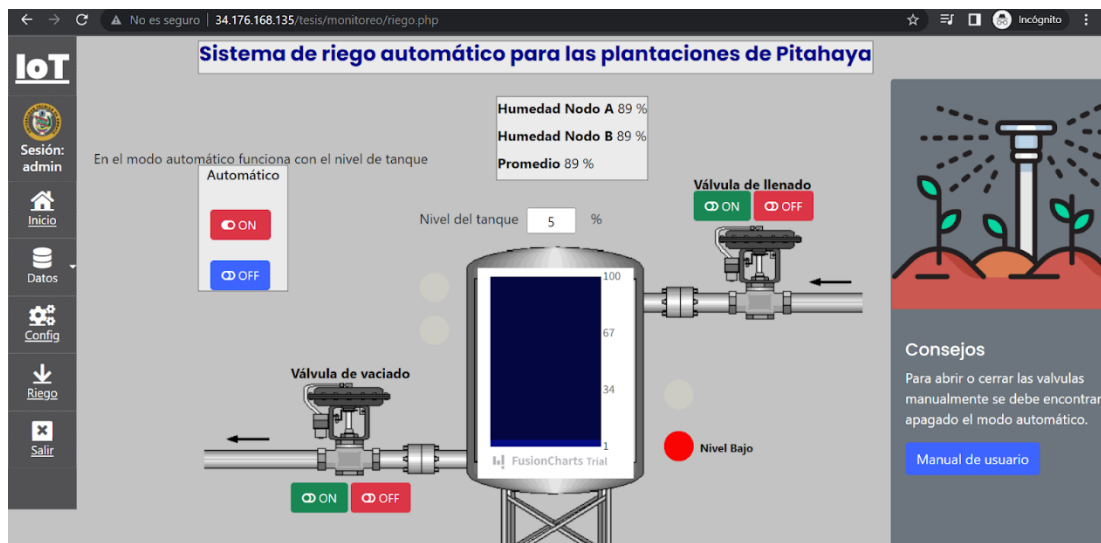 No es seguro | 34.176.168.135/tesis/monitoreo/riego.php
Incógnito
IoT
Sesión:
admin
Inicio
Datos
Config
Riego
Salir
Sistema de riego automático para las plantaciones de Pitahaya
Humedad Nodo A 89 %
Humedad Nodo B 89 %
Promedio 89 %
En el modo automático funciona con el nivel de tanque
Automático
ON
OFF
Nivel del tanque 5 %
Válvula de llenado
ON OFF
100
67
34
1
FusionCharts Trial
Válvula de vaciado
ON OFF
Nivel Bajo
Consejos
Para abrir o cerrar las valvulas
manualmente se debe encontrar
apagado el modo automático.
Manual de usuario